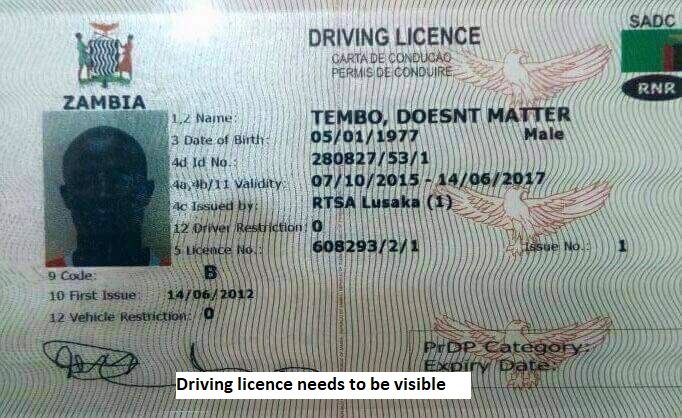 SADC
DRIVING LICENCE
CARTA DE CONDUCAO
PERMIS DE CONDUIRE
RNR
ZAMBIA
1,2 Name: TEMBO, DOESNT MATTER
3 Date of Birth: 05/01/1977 Male
4d Id No.: 280827/53/1
4a,4b/11 Validity: 07/10/2015 - 14/06/2017
4c Issued by: RTSA Lusaka (1)
12 Driver Restriction: 0
5 Licence No.: 608293/2/1 Issue No.: 1
9 Code: B
10 First Issue: 14/06/2012
12 Vehicle Restriction: 0
PrDP Category:
Expiry Date:
Driving licence needs to be visible